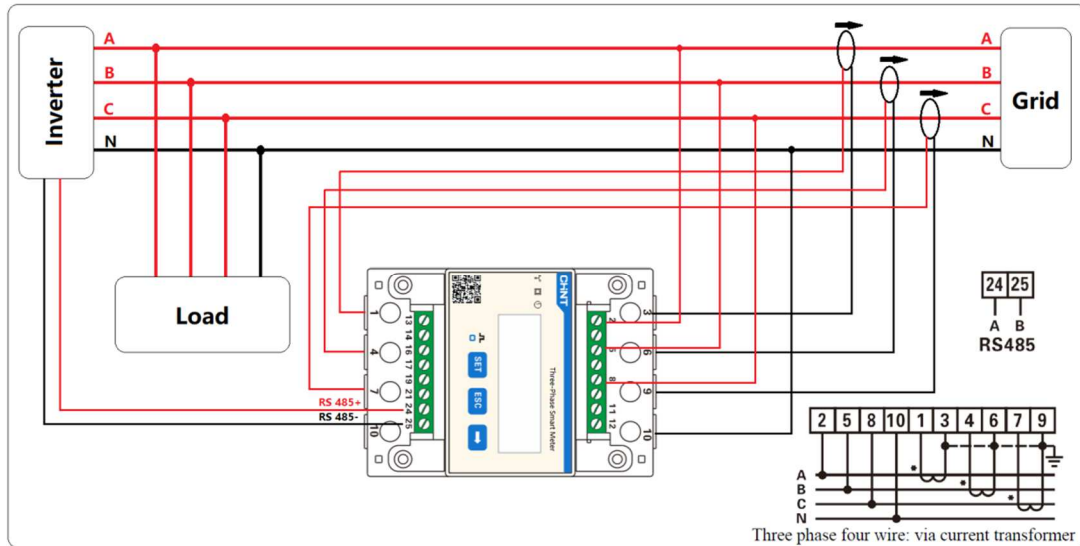 Inverter
A
B
C
N
A
B
C
N
Grid
Load
1
4
7
10
13
14
16
17
19
21
24
25
RS 485+
RS 485-
SET
ESC
CHNT
Three-Phase Smart Meter
2
5
8
11
12
3
6
9
10
24 25
A B
RS485
2 5 8 10 1 3 4 6 7 9
A
B
C
N
Three phase four wire: via current transformer